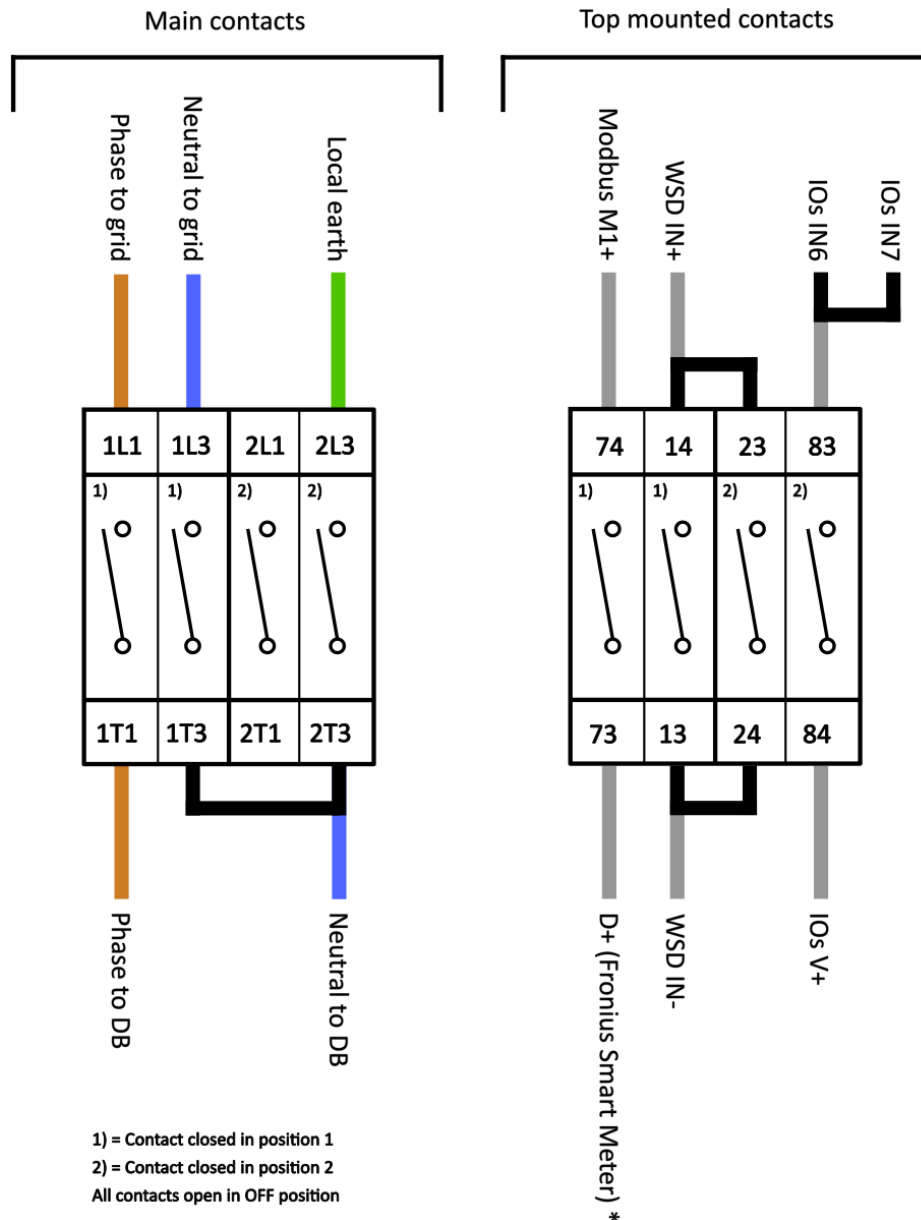 Main contacts
Top mounted contacts
Phase to grid
Neutral to grid
Local earth
Modbus M1+
WSD IN+
IOs IN6
IOs IN7
1L1 1L3 2L1 2L3
74 14 23 83
1) 1) 2) 2)
1) 1) 2) 2)
1T1 1T3 2T1 2T3
73 13 24 84
Phase to DB
Neutral to DB
D+ (Fronius Smart Meter) *
WSD IN-
IOs V+
1) = Contact closed in position 1
2) = Contact closed in position 2
All contacts open in OFF position